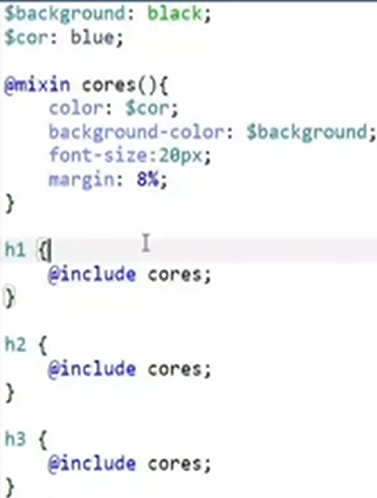 $background: black;
$cor: blue;
@mixin cores(){
    color: $cor;
    background-color: $background;
    font-size:20px;
    margin: 8%;
}
h1 {
    @include cores;
}
h2 {
    @include cores;
}
h3 {
    @include cores;
}